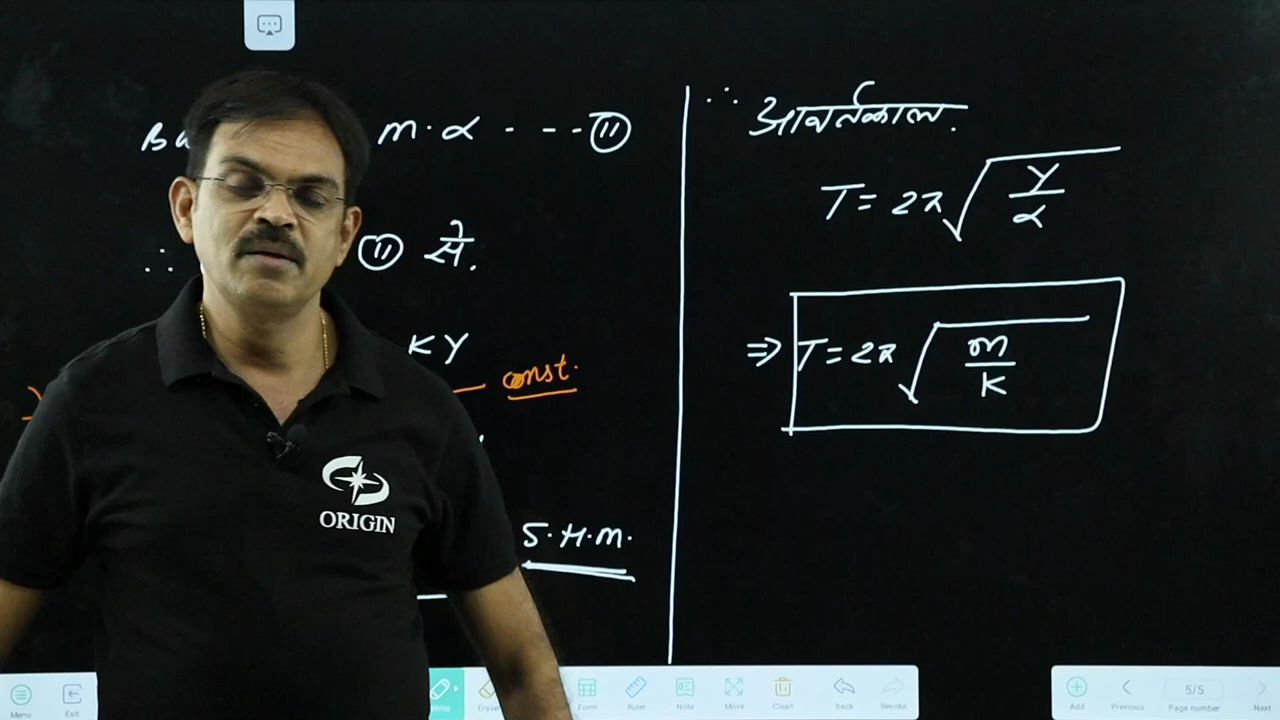 m·α - - - ⑪
∴ ⑪ से.
KY
const.
S.H.M.
∴ आवर्तकाल.
T = 2π√(Y/α)
⇒ T = 2π√(m/K)
ORIGIN
Menu
Exit
Write
Eraser
Form
Ruler
Note
Move
Clean
back
Revoke
Add
Previous
5/5
Page number
Next